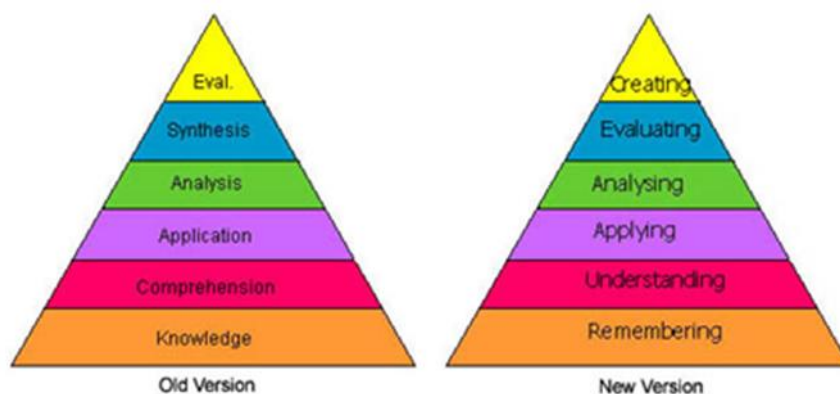 Eval.
Synthesis
Analysis
Application
Comprehension
Knowledge
Old Version
Creating
Evaluating
Analysing
Applying
Understanding
Remembering
New Version